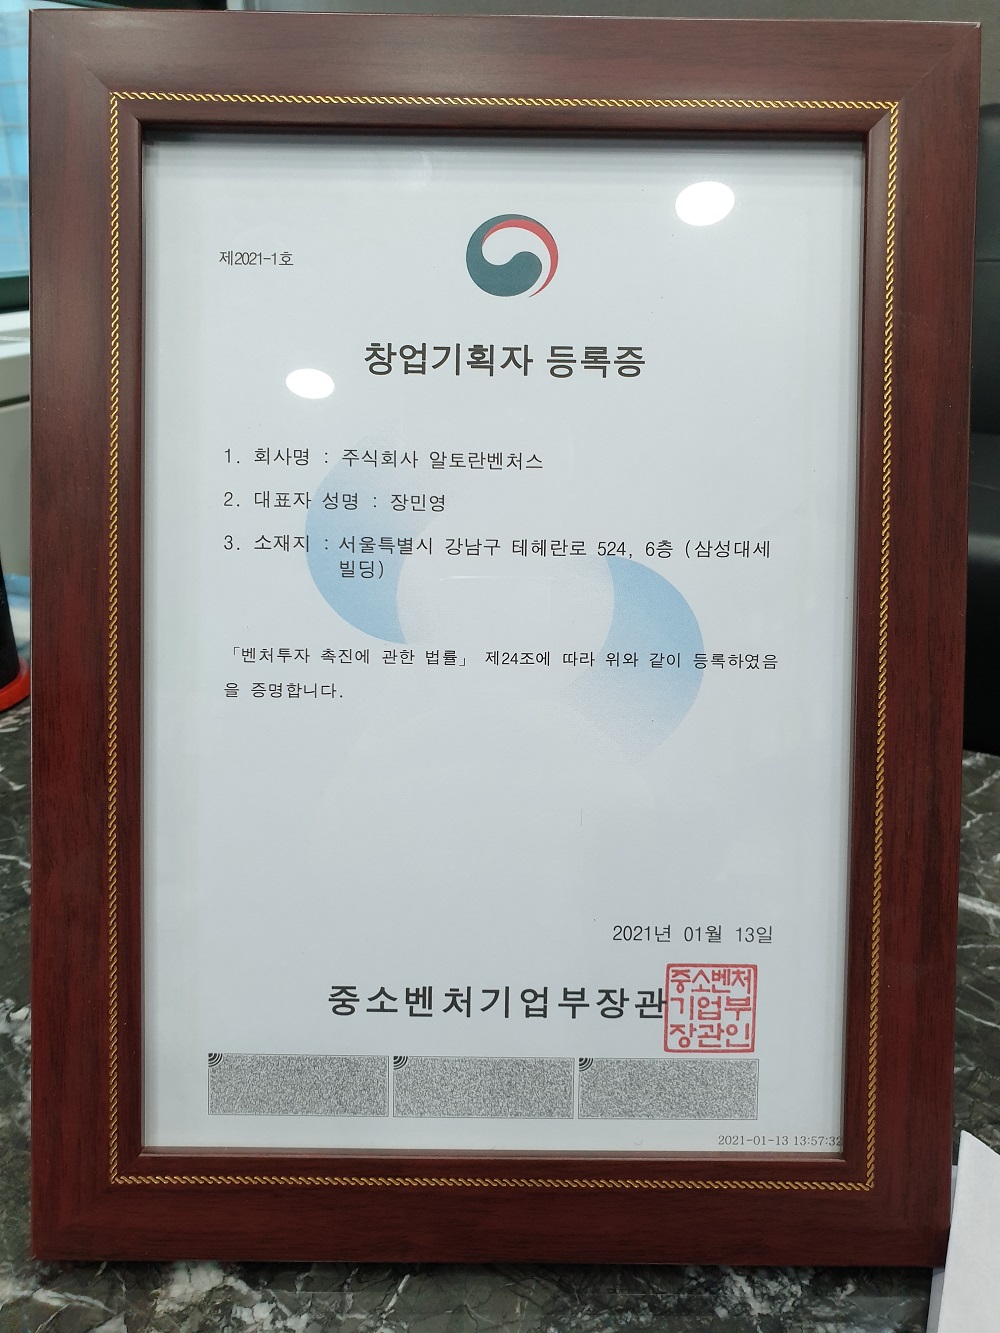 제2021-1호
창업기획자 등록증
1. 회사명 : 주식회사 알토란벤처스
2. 대표자 성명 : 장민영
3. 소재지 : 서울특별시 강남구 테헤란로 524, 6층 (삼성대세
빌딩)
「벤처투자 촉진에 관한 법률」 제24조에 따라 위와 같이 등록하였음
을 증명합니다.
2021년 01월 13일
중소벤처기업부장관
중소벤처
기업부
장관인
2021-01-13 13:57:32